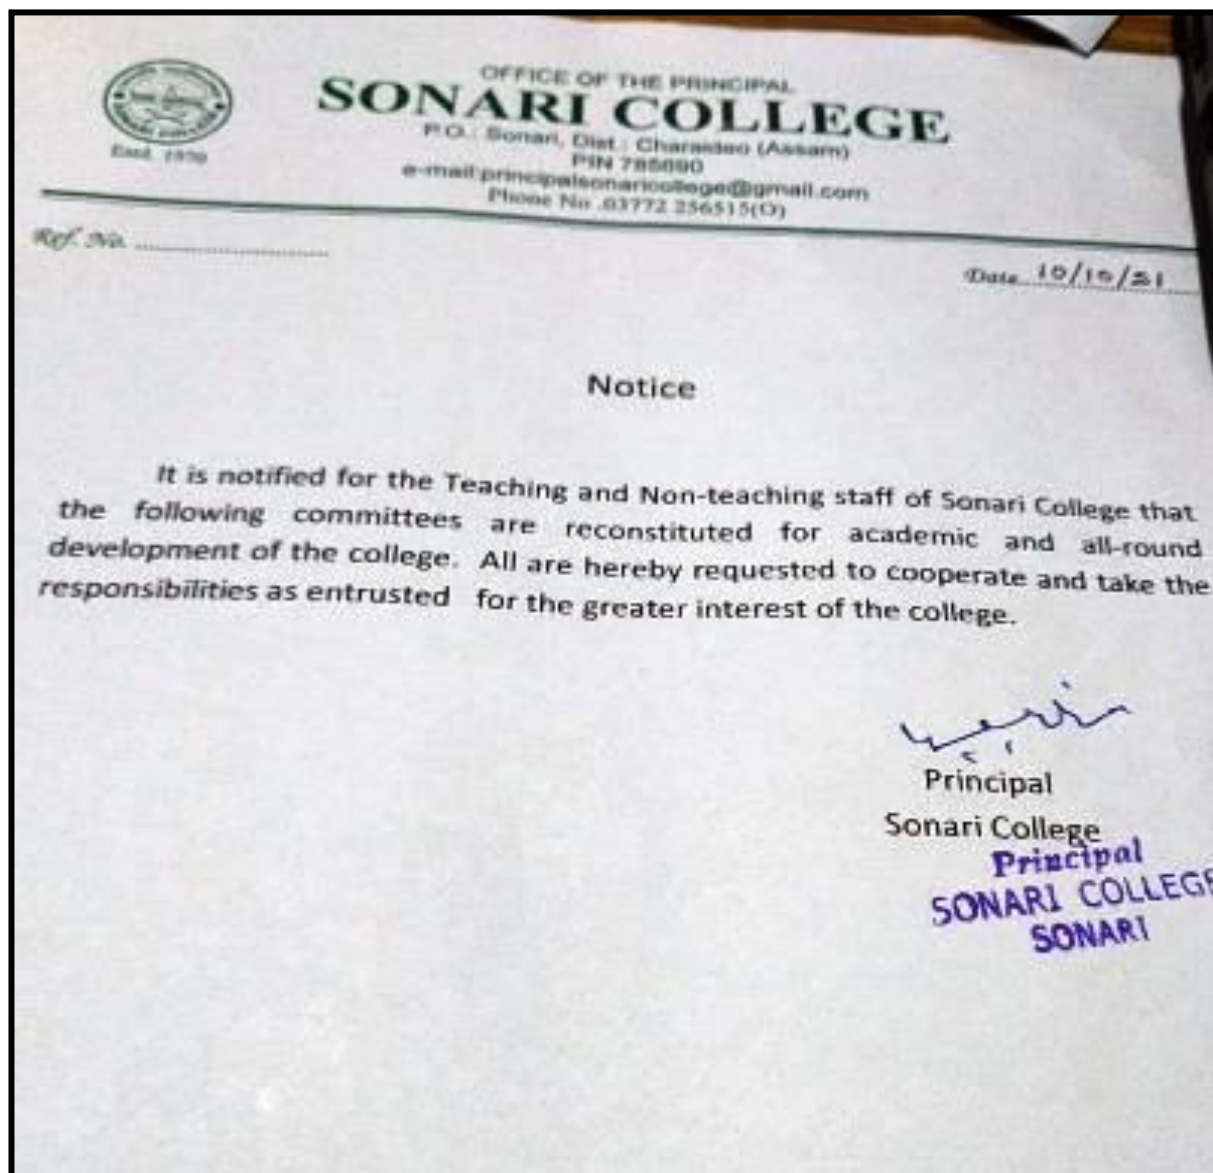 OFFICE OF THE PRINCIPAL
SONARI COLLEGE
P.O.: Sonari, Dist.: Charaideo (Assam)
PIN 785690
e-mail:principalsonaricollege@gmail.com
Phone No .03772 256515(O)
SONARI COLLEGE
Estd. 1970
Ref. No. ....................
Date 10/10/21
Notice
It is notified for the Teaching and Non-teaching staff of Sonari College that
the following committees are reconstituted for academic and all-round
development of the college. All are hereby requested to cooperate and take the
responsibilities as entrusted for the greater interest of the college.
Principal
Sonari College
Principal
SONARI COLLEGE
SONARI